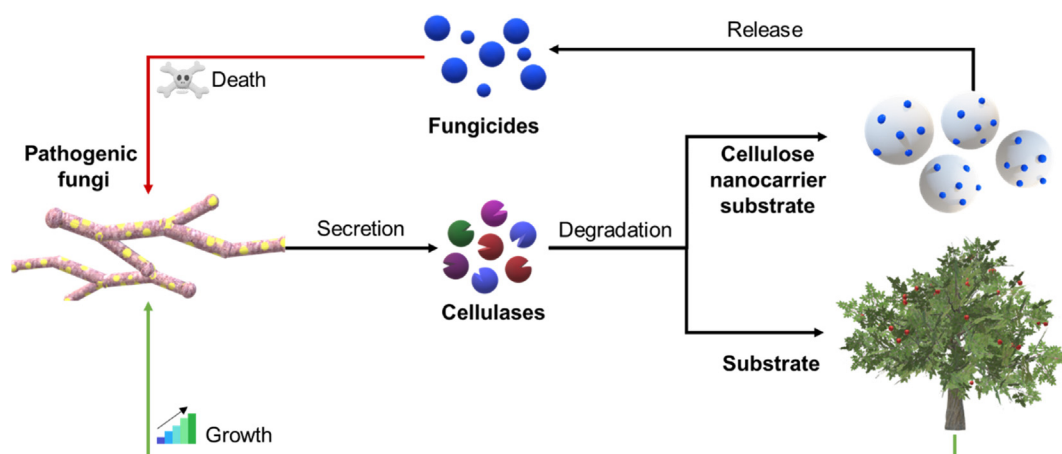 Release
Death
Fungicides
Pathogenic
fungi
Cellulose
nanocarrier
substrate
Secretion
Degradation
Cellulases
Substrate
Growth